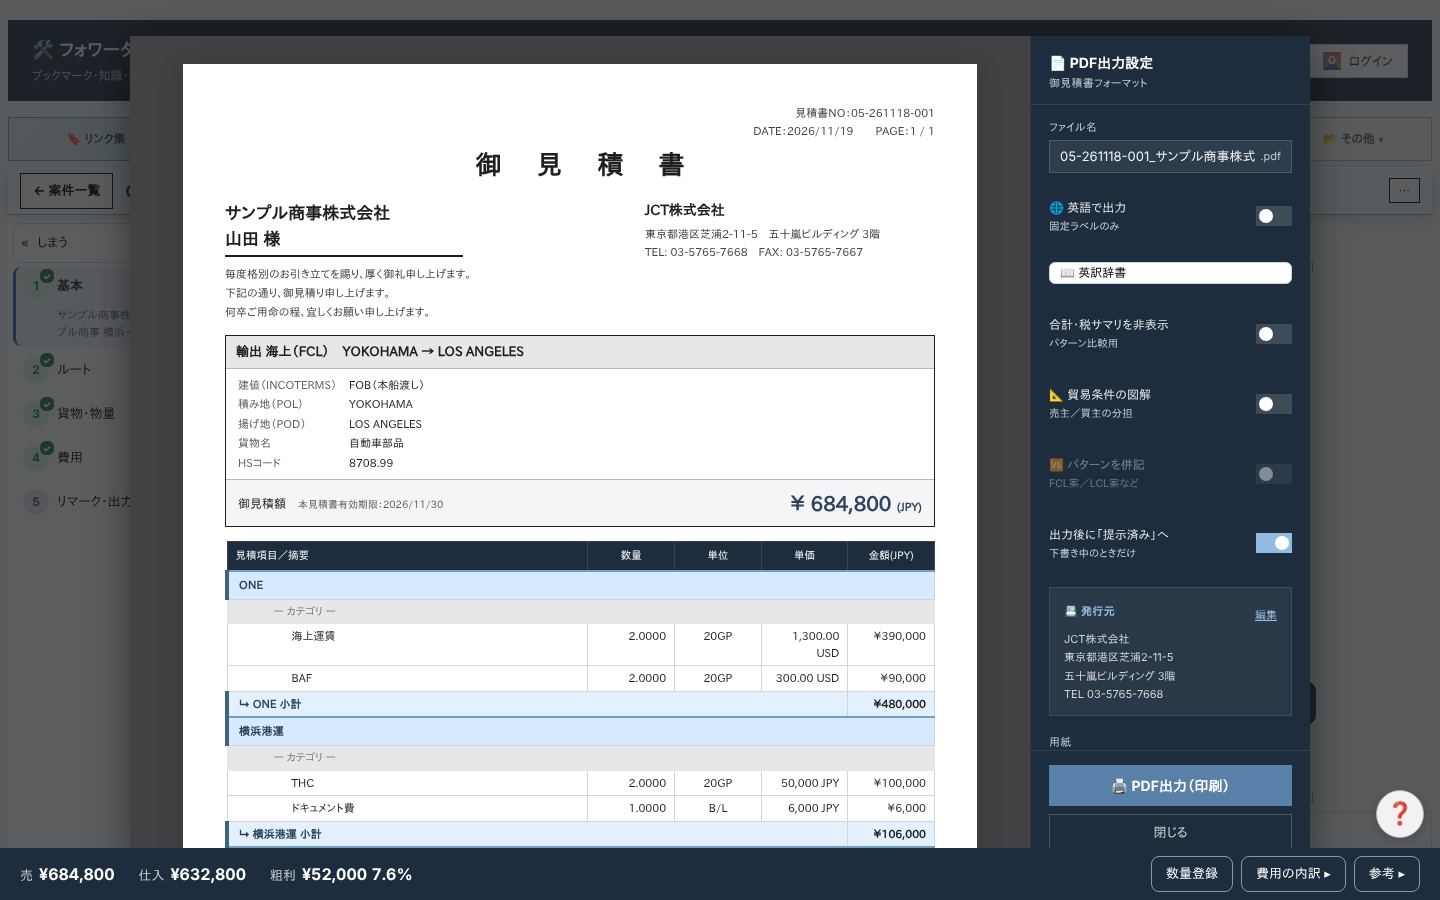 🛠️ フォワータ
ブックマーク・知識・
G ログイン
🔖 リンク集
📂 その他 ▾
← 案件一覧
…
« しまう
1 基本
サンプル商事株
プル商事 横浜–
2 ルート
3 貨物・物量
4 費用
5 リマーク・出力
見積書NO：05-261118-001
DATE：2026/11/19 PAGE：1 / 1
御 見 積 書
サンプル商事株式会社
山田 様
JCT株式会社
東京都港区芝浦2-11-5 五十嵐ビルディング 3階
TEL: 03-5765-7668 FAX: 03-5765-7667
毎度格別のお引き立てを賜り、厚く御礼申し上げます。
下記の通り、御見積り申し上げます。
何卒ご用命の程、宜しくお願い申し上げます。
輸出 海上（FCL） YOKOHAMA → LOS ANGELES
建値（INCOTERMS） FOB（本船渡し）
積み地（POL） YOKOHAMA
揚げ地（POD） LOS ANGELES
貨物名 自動車部品
HSコード 8708.99
御見積額 本見積書有効期限：2026/11/30 ¥ 684,800 (JPY)
見積項目／摘要 数量 単位 単価 金額(JPY)
ONE
— カテゴリ —
海上運賃 2.0000 20GP 1,300.00 USD ¥390,000
BAF 2.0000 20GP 300.00 USD ¥90,000
↳ ONE 小計 ¥480,000
横浜港運
— カテゴリ —
THC 2.0000 20GP 50,000 JPY ¥100,000
ドキュメント費 1.0000 B/L 6,000 JPY ¥6,000
↳ 横浜港運 小計 ¥106,000
📄 PDF出力設定
御見積書フォーマット
ファイル名
05-261118-001_サンプル商事株式 .pdf
🌐 英語で出力
固定ラベルのみ
📖 英訳辞書
合計・税サマリを非表示
パターン比較用
📐 貿易条件の図解
売主／買主の分担
🆚 パターンを併記
FCL案／LCL案など
出力後に「提示済み」へ
下書き中のときだけ
📇 発行元 編集
JCT株式会社
東京都港区芝浦2-11-5
五十嵐ビルディング 3階
TEL 03-5765-7668
用紙
🖨️ PDF出力（印刷）
閉じる
❓
売 ¥684,800 仕入 ¥632,800 粗利 ¥52,000 7.6%
数量登録 費用の内訳 ▸ 参考 ▸